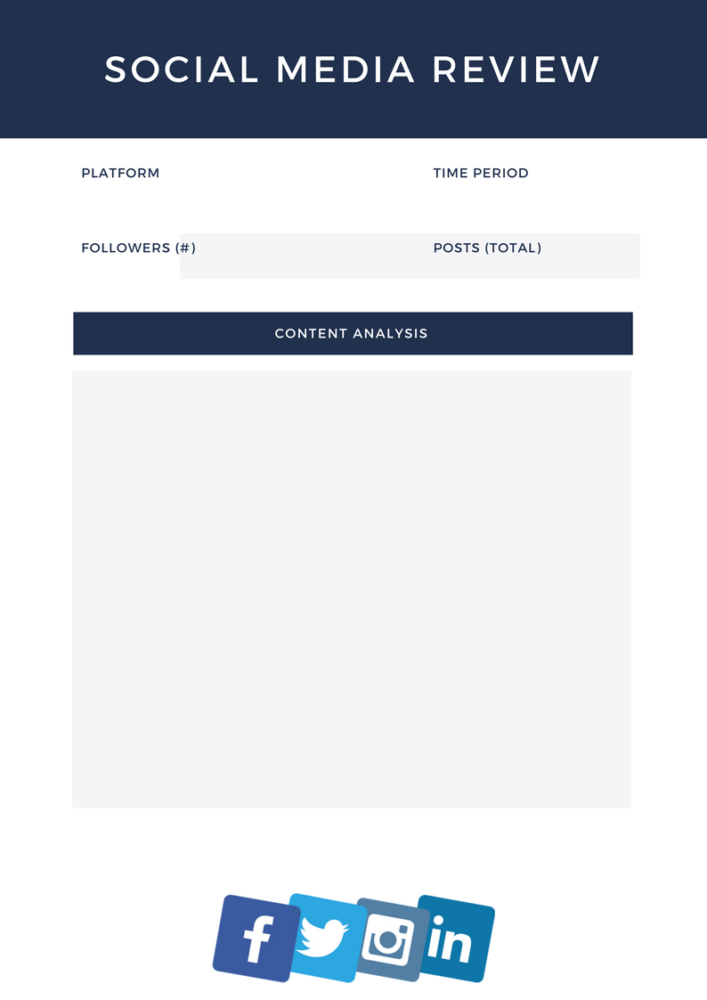 SOCIAL MEDIA REVIEW
PLATFORM
TIME PERIOD
FOLLOWERS (#)
POSTS (TOTAL)
CONTENT ANALYSIS
f
in